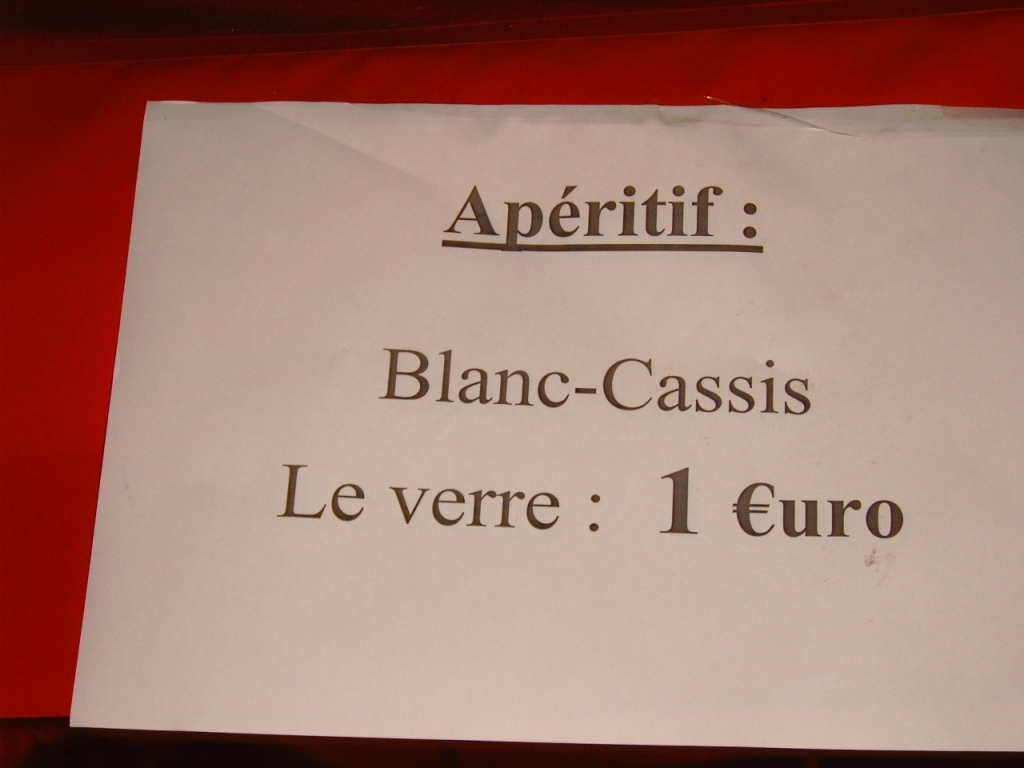 Apéritif :
Blanc-Cassis
Le verre : 1 €uro